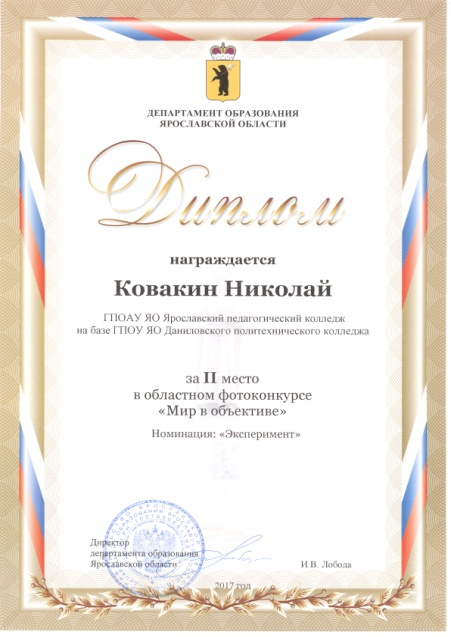 ДЕПАРТАМЕНТ ОБРАЗОВАНИЯ
ЯРОСЛАВСКОЙ ОБЛАСТИ
Диплом
награждается
Ковакин Николай
ГПОАУ ЯО Ярославский педагогический колледж
на базе ГПОУ ЯО Даниловского политехнического колледжа
за II место
в областном фотоконкурсе
«Мир в объективе»
Номинация: «Эксперимент»
Директор
департамента образования
Ярославской области
И.В. Лобода
2017 год